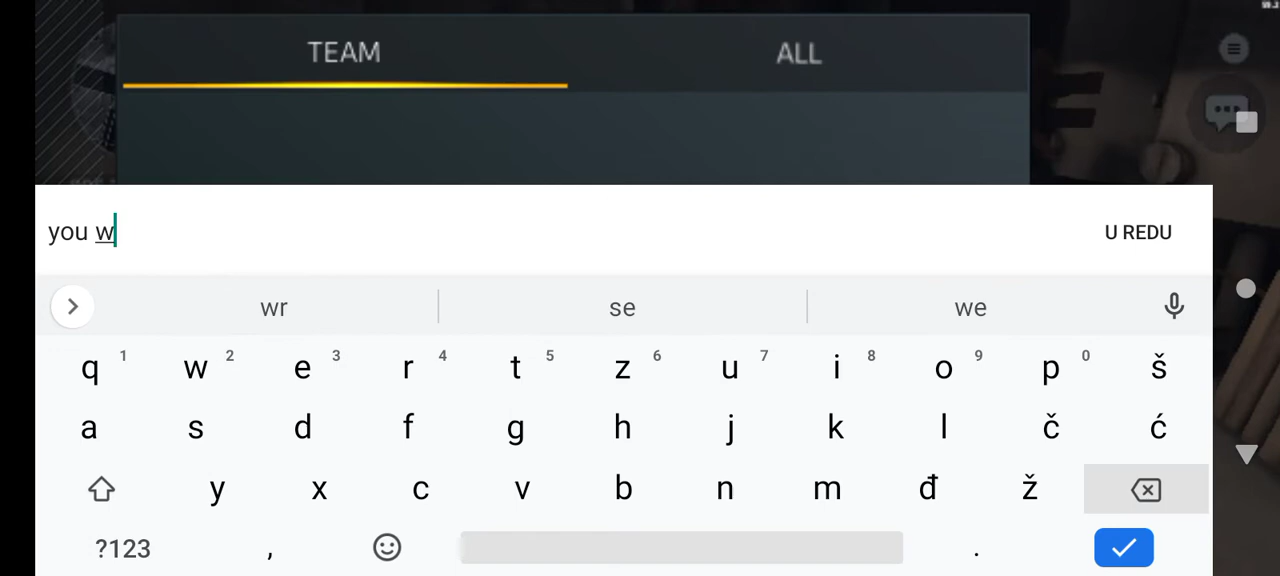 TEAM ALL
you w U REDU
wr se we
q 1 w 2 e 3 r 4 t 5 z 6 u 7 i 8 o 9 p 0 š
a s d f g h j k l č ć
y x c v b n m đ ž
?123 , .